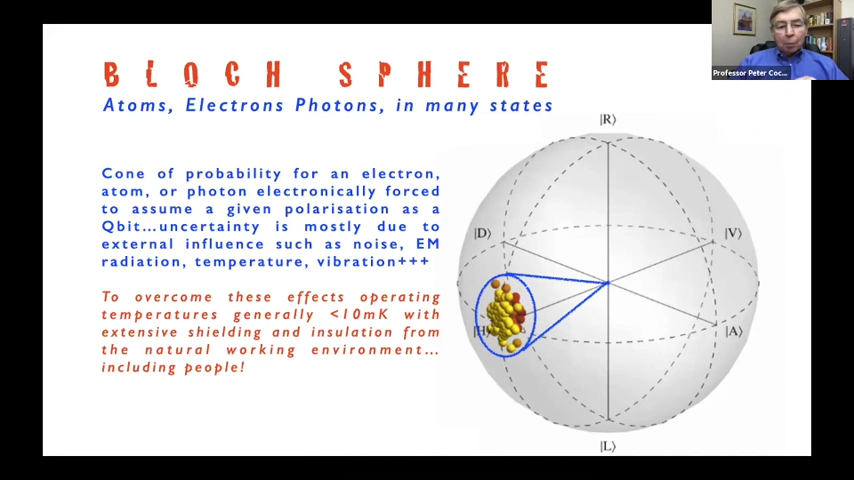 BLOCH SPHERE
Atoms, Electrons Photons, in many states
Cone of probability for an electron,
atom, or photon electronically forced
to assume a given polarisation as a
Qbit...uncertainty is mostly due to
external influence such as noise, EM
radiation, temperature, vibration+++
To overcome these effects operating
temperatures generally <10mK with
extensive shielding and insulation from
the natural working environment...
including people!
|R⟩
|D⟩
|V⟩
|H⟩
|A⟩
|L⟩
Professor Peter Coc...